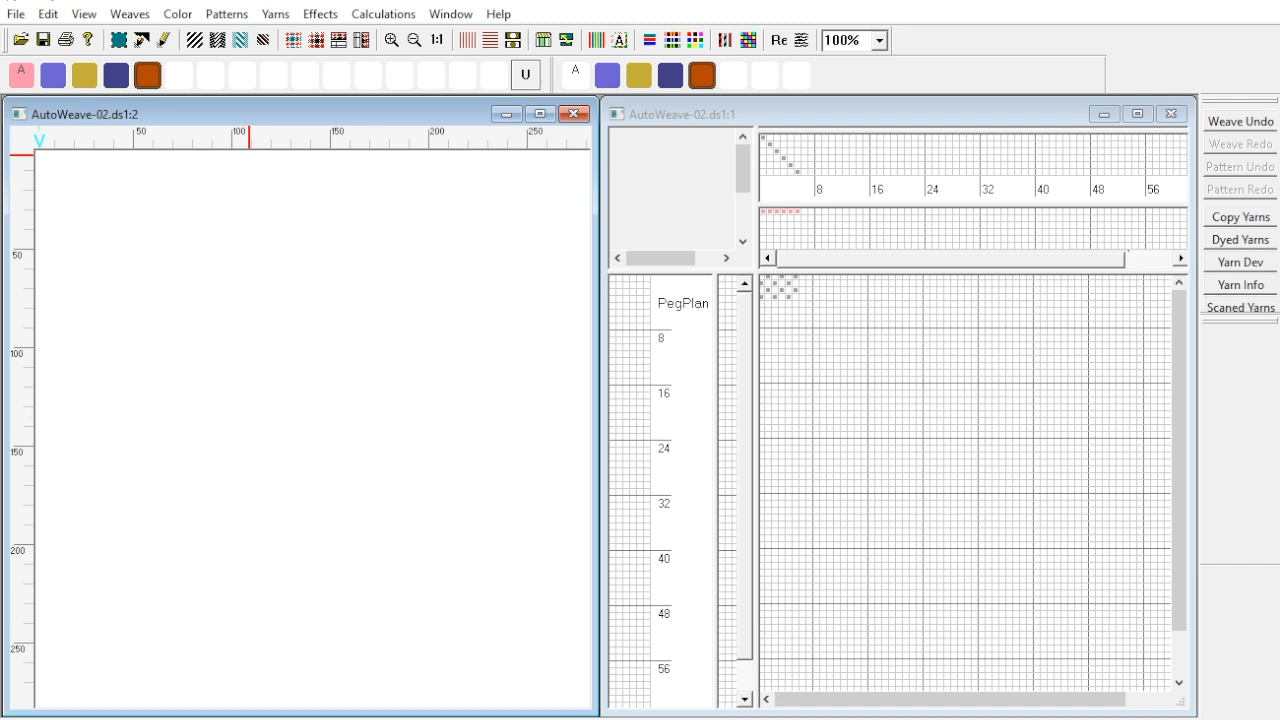 File Edit View Weaves Color Patterns Yarns Effects Calculations Window Help
1:1 A Re 100%
A U A
AutoWeave-02.ds1:2
V 50 100 150 200 250
50
100
150
200
250
AutoWeave-02.ds1:1
8 16 24 32 40 48 56
PegPlan
8
16
24
32
40
48
56
Weave Undo
Weave Redo
Pattern Undo
Pattern Redo
Copy Yarns
Dyed Yarns
Yarn Dev
Yarn Info
Scaned Yarns